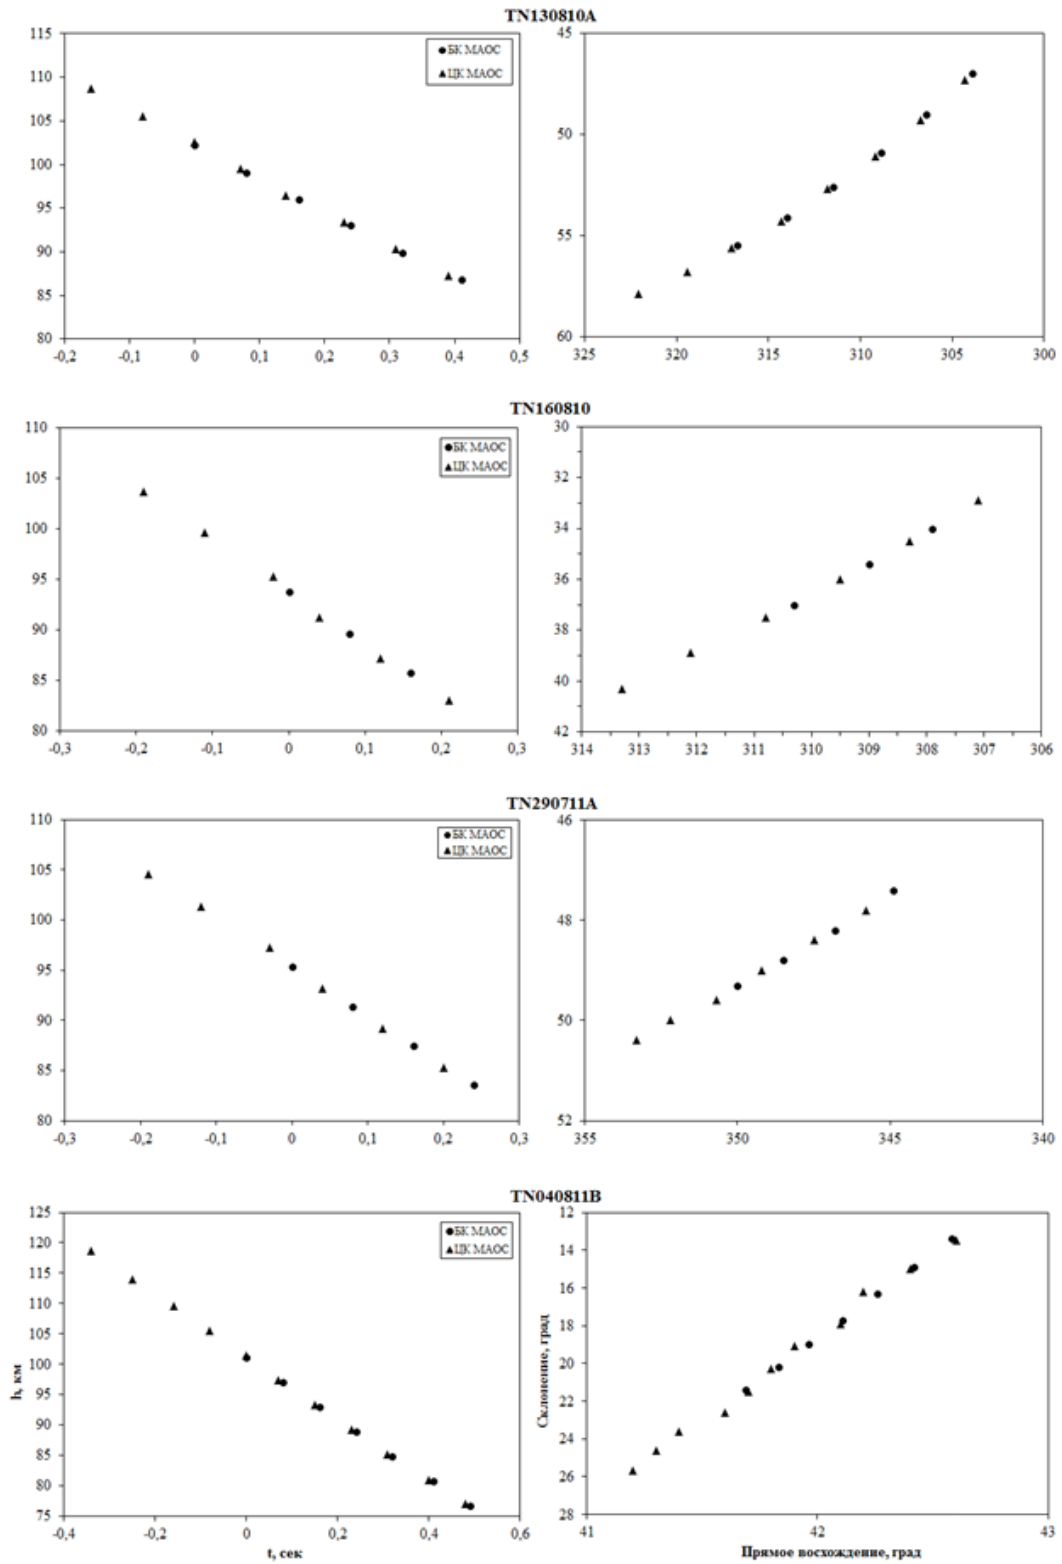 TN130810A
115
110
105
100
95
90
85
80
-0,2 -0,1 0 0,1 0,2 0,3 0,4 0,5
БК МАОС
ЦК МАОС
45
50
55
60
325 320 315 310 305 300
TN160810
110
105
100
95
90
85
80
-0,3 -0,2 -0,1 0 0,1 0,2 0,3
БК МАОС
ЦК МАОС
30
32
34
36
38
40
42
314 313 312 311 310 309 308 307 306
TN290711A
110
105
100
95
90
85
80
-0,3 -0,2 -0,1 0 0,1 0,2 0,3
БК МАОС
ЦК МАОС
46
48
50
52
355 350 345 340
TN040811B
125
120
115
110
105
100
95
90
85
80
75
h, км
-0,4 -0,2 0 0,2 0,4 0,6
t, сек
БК МАОС
ЦК МАОС
12
14
16
18
20
22
24
26
28
Склонение, град
41 42 43
Прямое восхождение, град